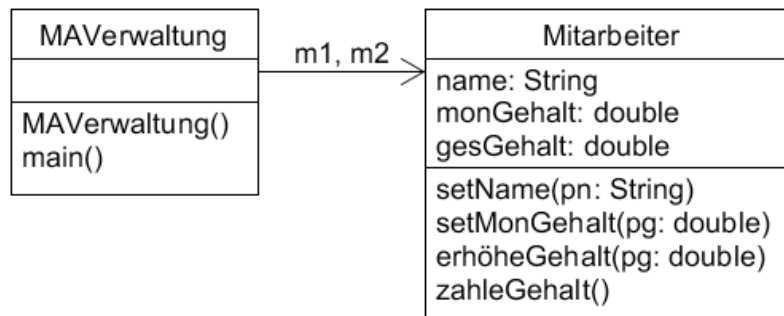 MAVerwaltung
MAVerwaltung()
main()
m1, m2
Mitarbeiter
name: String
monGehalt: double
gesGehalt: double
setName(pn: String)
setMonGehalt(pg: double)
erhöheGehalt(pg: double)
zahleGehalt()